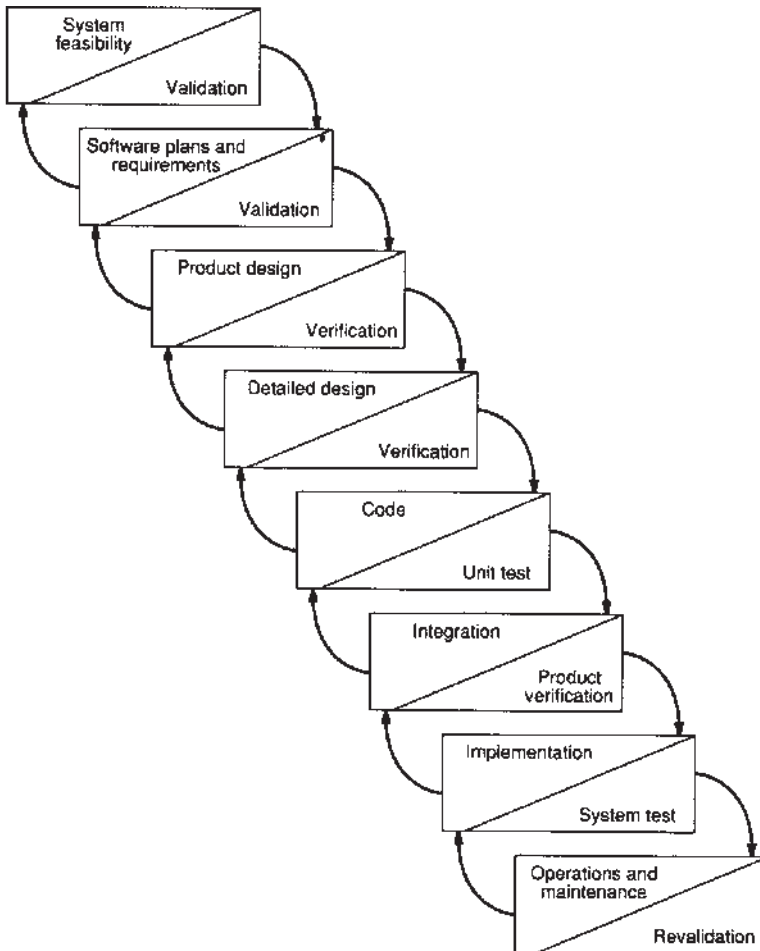 System
feasibility
Validation
Software plans and
requirements
Validation
Product design
Verification
Detailed design
Verification
Code
Unit test
Integration
Product
verification
Implementation
System test
Operations and
maintenance
Revalidation